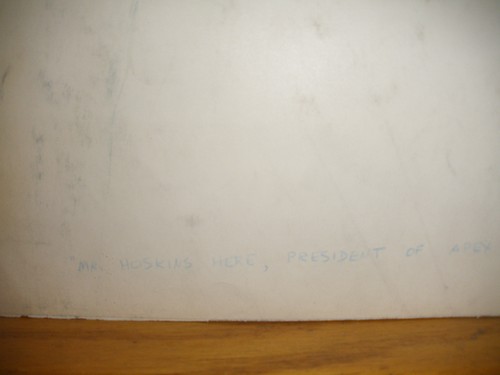 "MR. HOSKINS HERE, PRESIDENT OF APEX